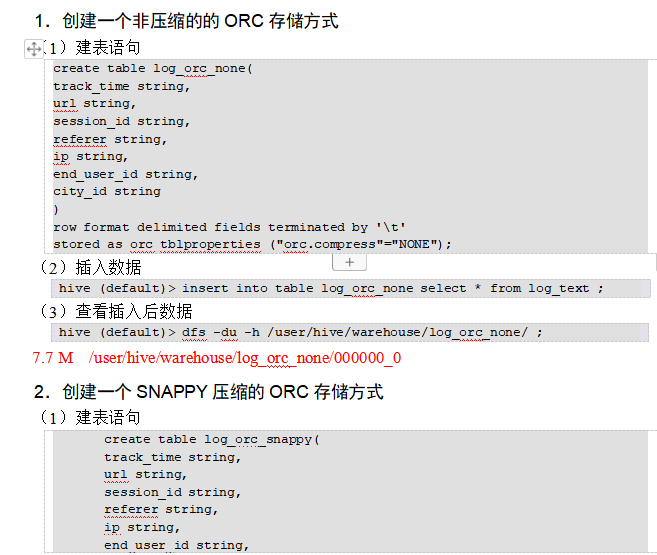 1．创建一个非压缩的的 ORC 存储方式
（1）建表语句
create table log_orc_none(
track_time string,
url string,
session_id string,
referer string,
ip string,
end_user_id string,
city_id string
)
row format delimited fields terminated by '\t'
stored as orc tblproperties ("orc.compress"="NONE");
（2）插入数据
hive (default)> insert into table log_orc_none select * from log_text ;
（3）查看插入后数据
hive (default)> dfs -du -h /user/hive/warehouse/log_orc_none/ ;
7.7 M /user/hive/warehouse/log_orc_none/000000_0
2．创建一个 SNAPPY 压缩的 ORC 存储方式
（1）建表语句
create table log_orc_snappy(
track_time string,
url string,
session_id string,
referer string,
ip string,
end_user_id string,